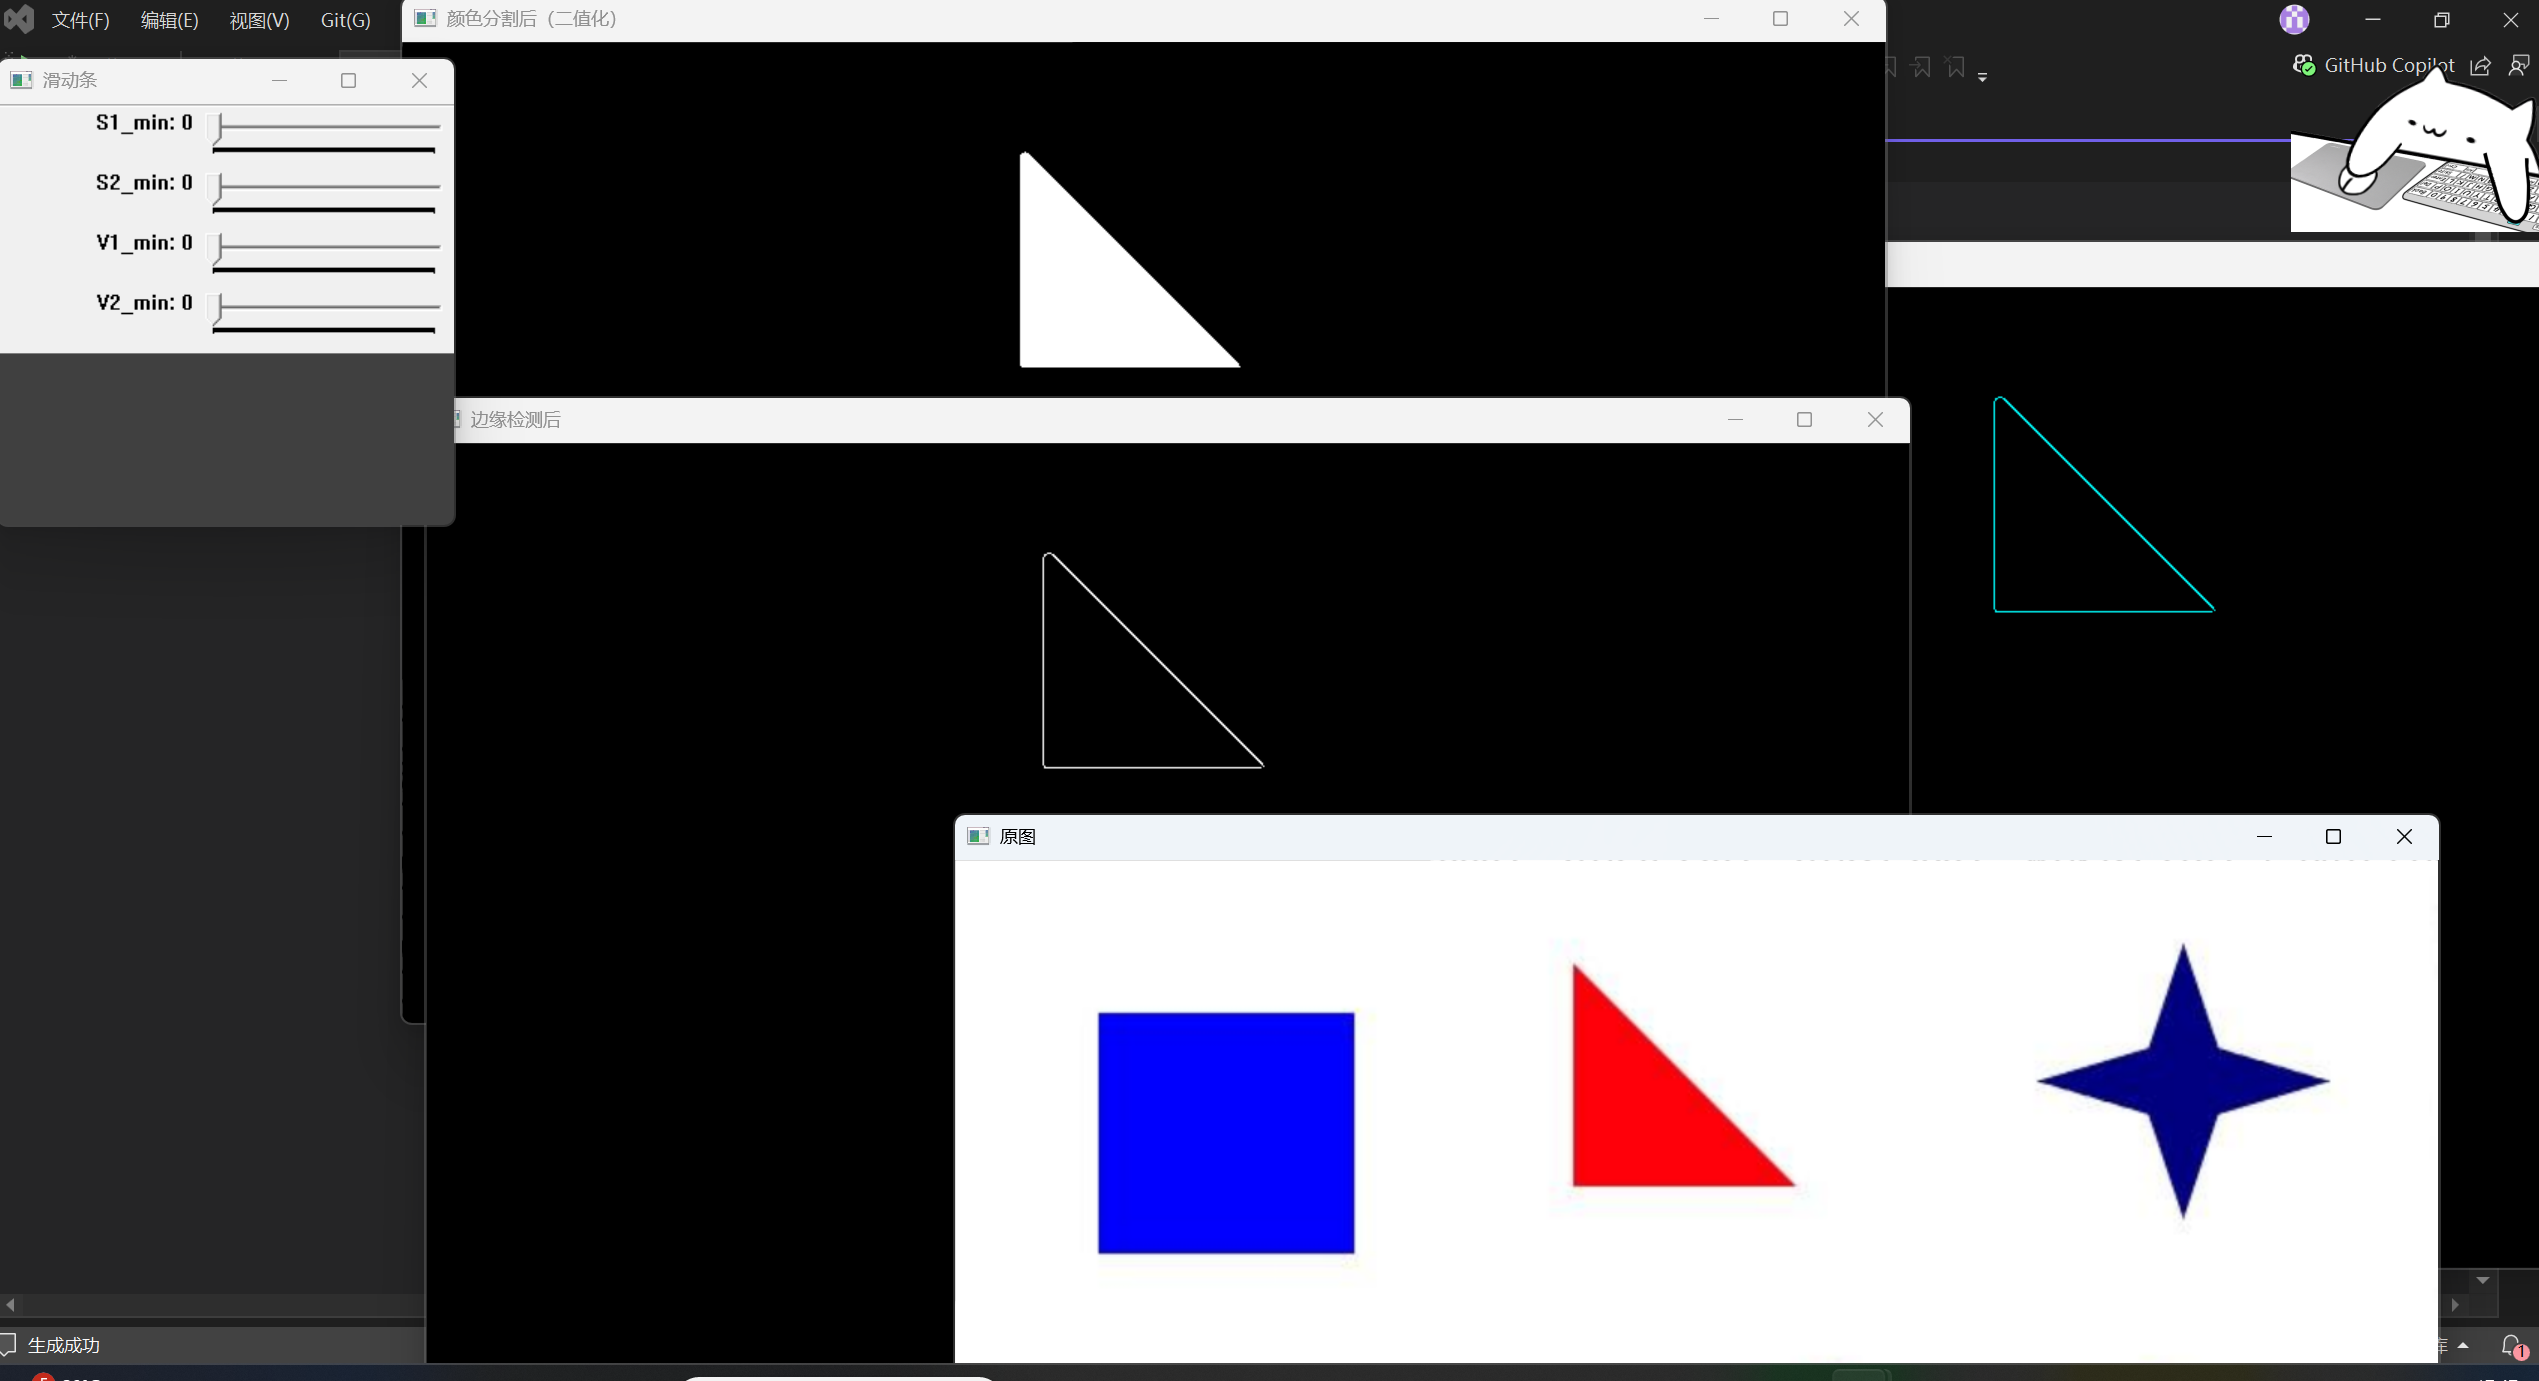 文件(F) 编辑(E) 视图(V) Git(G)
颜色分割后（二值化）
GitHub Copilot
滑动条
S1_min: 0
S2_min: 0
V1_min: 0
V2_min: 0
边缘检测后
原图
生成成功
库
1